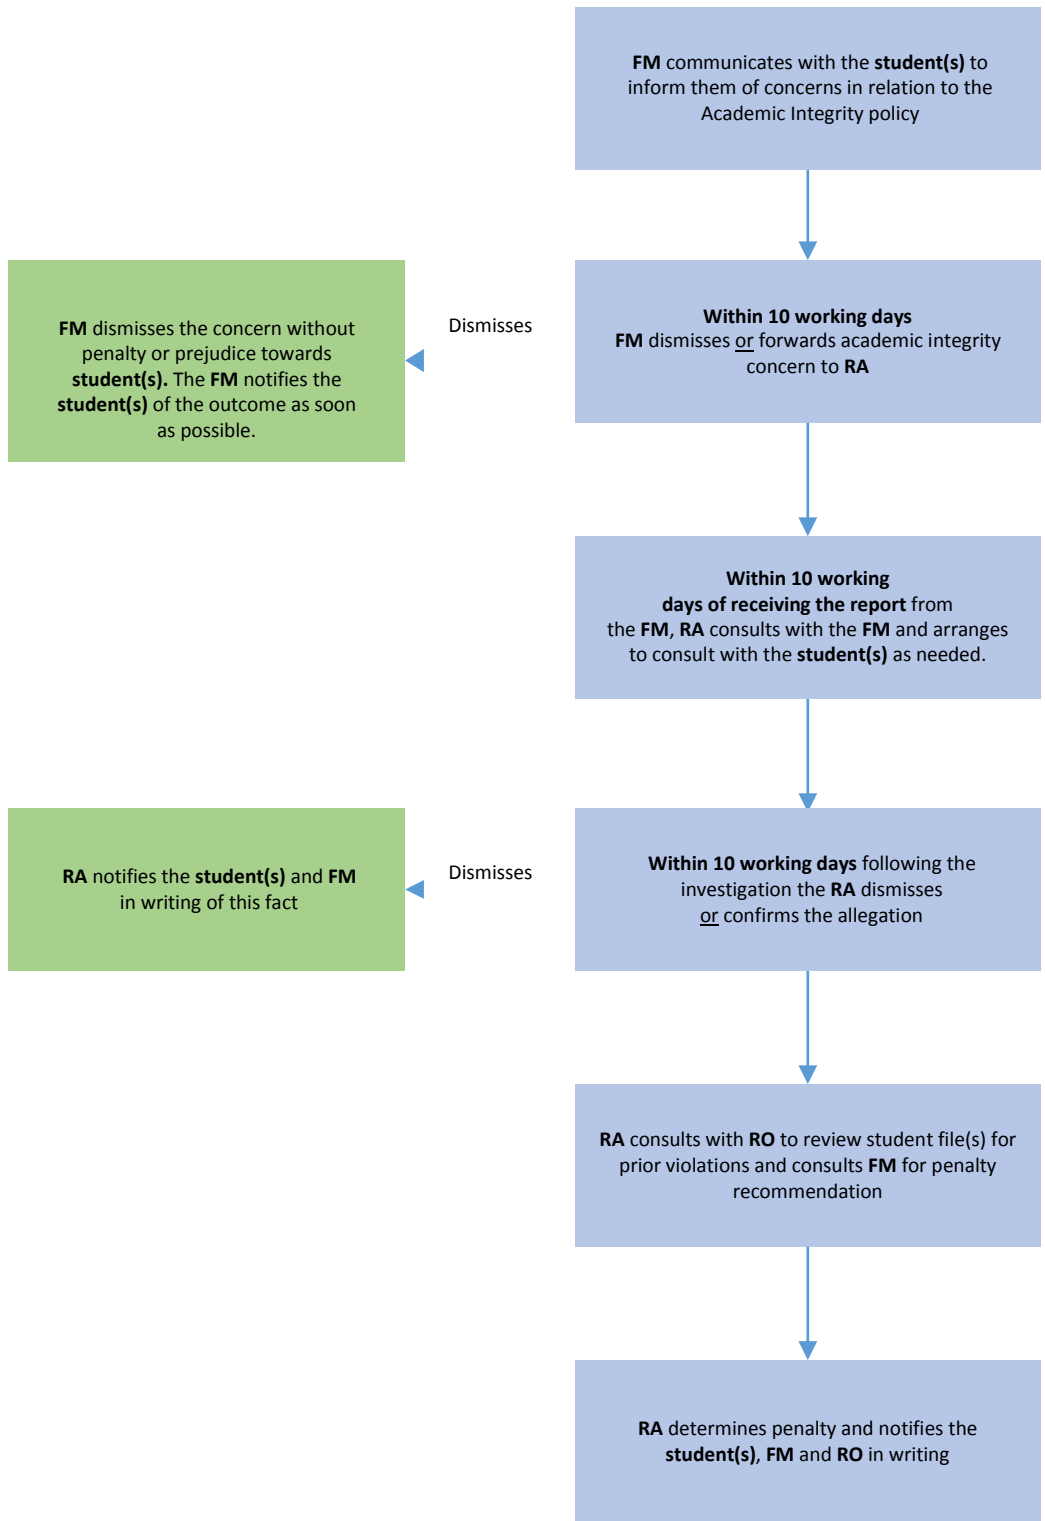 FM communicates with the student(s) to
inform them of concerns in relation to the
Academic Integrity policy
Within 10 working days
FM dismisses or forwards academic integrity
concern to RA
Dismisses
FM dismisses the concern without
penalty or prejudice towards
student(s). The FM notifies the
student(s) of the outcome as soon
as possible.
Within 10 working
days of receiving the report from
the FM, RA consults with the FM and arranges
to consult with the student(s) as needed.
Within 10 working days following the
investigation the RA dismisses
or confirms the allegation
Dismisses
RA notifies the student(s) and FM
in writing of this fact
RA consults with RO to review student file(s) for
prior violations and consults FM for penalty
recommendation
RA determines penalty and notifies the
student(s), FM and RO in writing